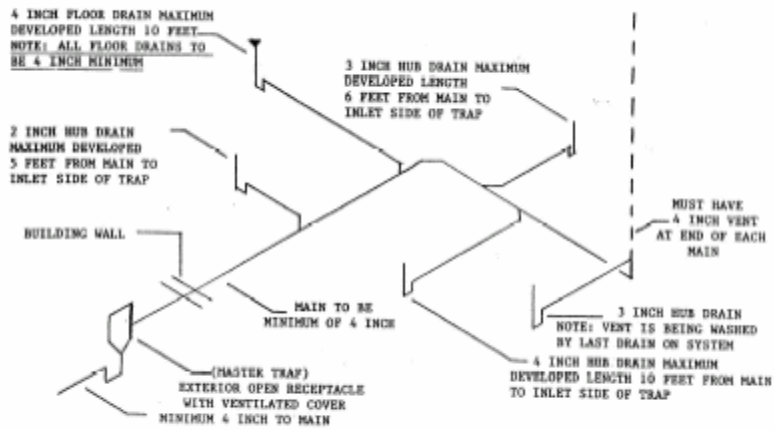 4 INCH FLOOR DRAIN MAXIMUM
DEVELOPED LENGTH 10 FEET
NOTE: ALL FLOOR DRAINS TO
BE 4 INCH MINIMUM
3 INCH HUB DRAIN MAXIMUM
DEVELOPED LENGTH
6 FEET FROM MAIN TO
INLET SIDE OF TRAP
2 INCH HUB DRAIN
MAXIMUM DEVELOPED
5 FEET FROM MAIN TO
INLET SIDE OF TRAP
MUST HAVE
4 INCH VENT
AT END OF EACH
MAIN
BUILDING WALL
MAIN TO BE
MINIMUM OF 4 INCH
3 INCH HUB DRAIN
NOTE: VENT IS BEING WASHED
BY LAST DRAIN ON SYSTEM
4 INCH HUB DRAIN MAXIMUM
DEVELOPED LENGTH 10 FEET FROM MAIN
TO INLET SIDE OF TRAP
(MASTER TRAP)
EXTERIOR OPEN RECEPTACLE
WITH VENTILATED COVER
MINIMUM 4 INCH TO MAIN